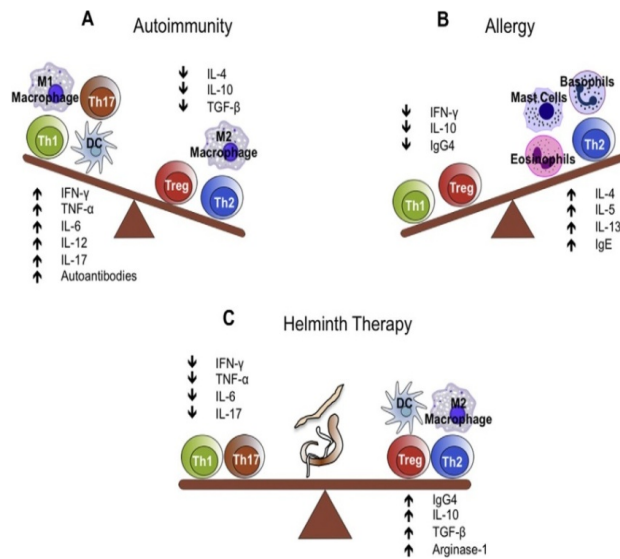 A
Autoimmunity
M1
Macrophage
Th17
Th1
DC
↓ IL-4
↓ IL-10
↓ TGF-β
M2
Macrophage
Treg
Th2
↑ IFN-γ
↑ TNF-α
↑ IL-6
↑ IL-12
↑ IL-17
↑ Autoantibodies
B
Allergy
↓ IFN-γ
↓ IL-10
↓ IgG4
Basophils
Mast Cells
Th2
Eosinophils
Treg
Th1
↑ IL-4
↑ IL-5
↑ IL-13
↑ IgE
C
Helminth Therapy
↓ IFN-γ
↓ TNF-α
↓ IL-6
↓ IL-17
Th1
Th17
DC
M2
Macrophage
Treg
Th2
↑ IgG4
↑ IL-10
↑ TGF-β
↑ Arginase-1